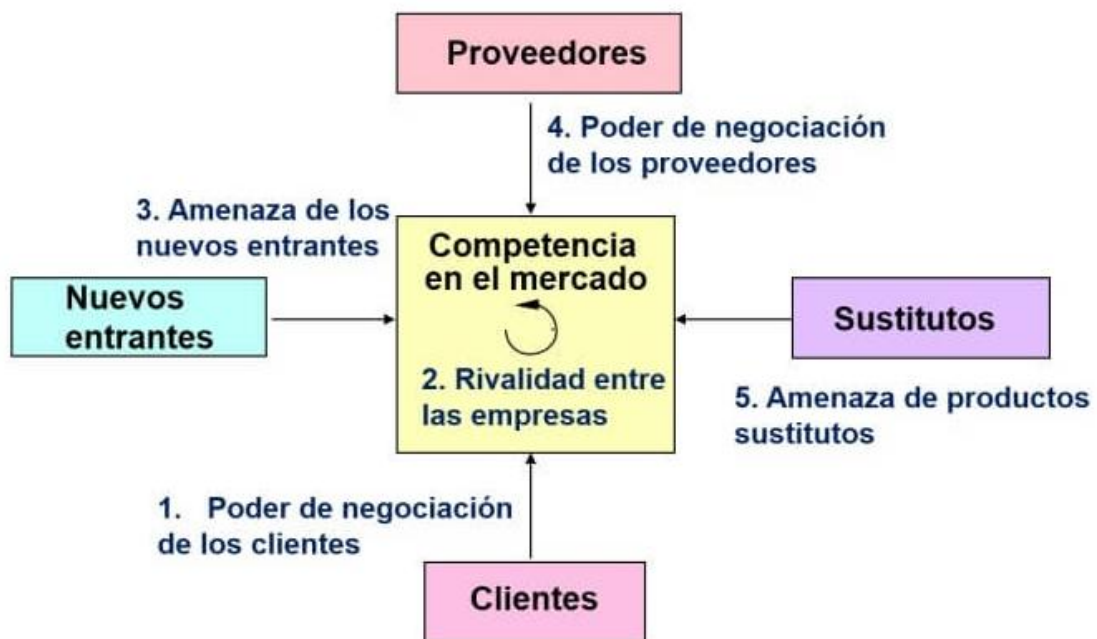 Proveedores
4. Poder de negociación
de los proveedores
3. Amenaza de los
nuevos entrantes
Competencia
en el mercado
Nuevos
entrantes
Sustitutos
2. Rivalidad entre
las empresas
5. Amenaza de productos
sustitutos
1. Poder de negociación
de los clientes
Clientes